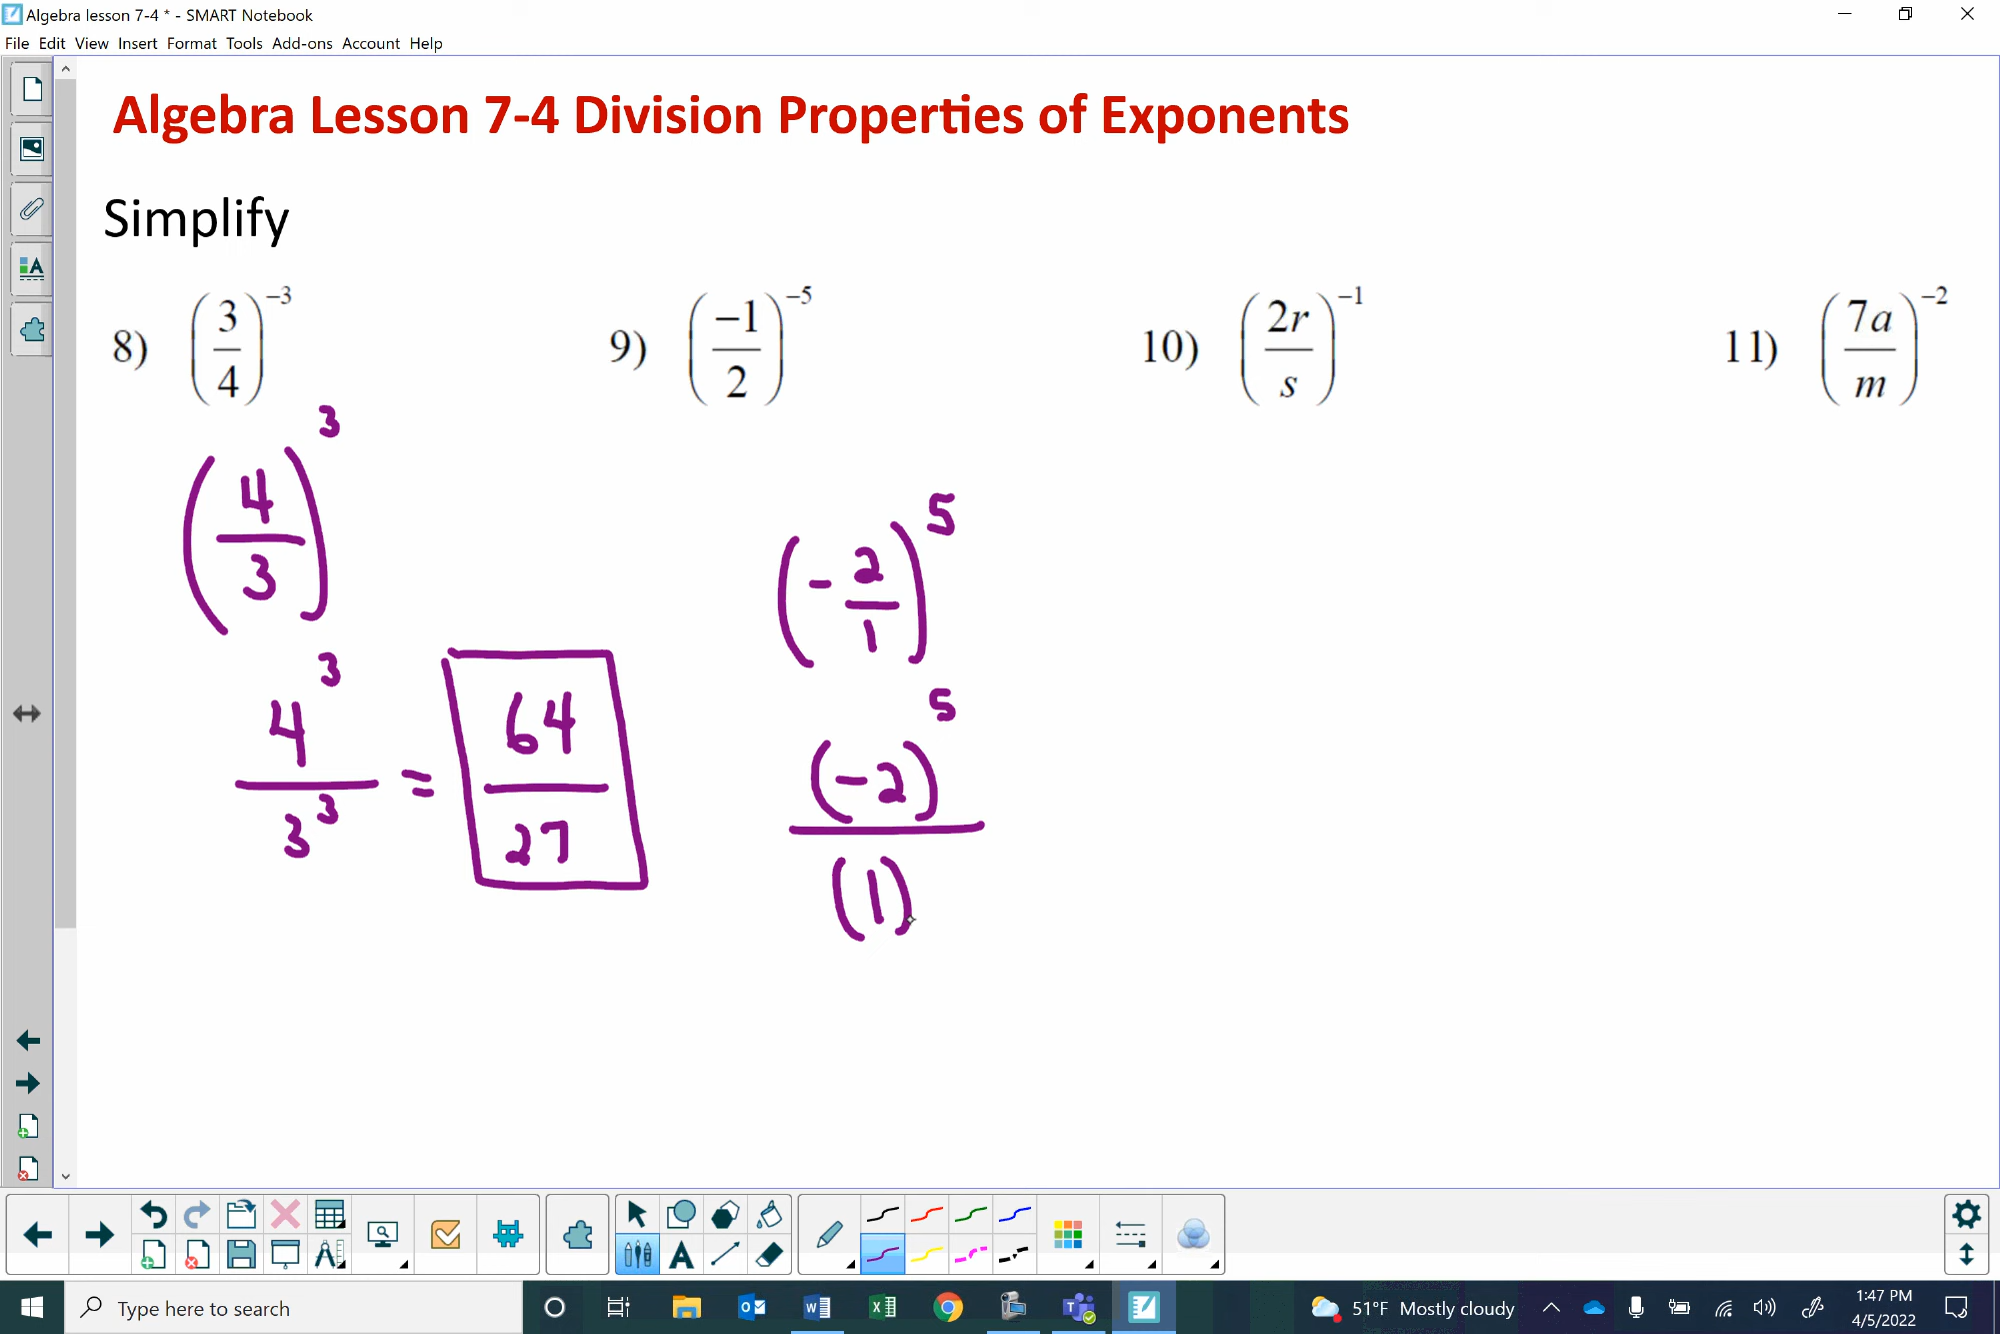 Algebra lesson 7-4 * - SMART Notebook
File Edit View Insert Format Tools Add-ons Account Help
Algebra Lesson 7-4 Division Properties of Exponents
Simplify
8) (3/4)^-3
9) (-1/2)^-5
10) (2r/s)^-1
11) (7a/m)^-2
(4/3)^3
4^3/3^3 = 64/27
(-2/1)^5
(-2)^5/(1)
Type here to search
51°F Mostly cloudy
1:47 PM
4/5/2022